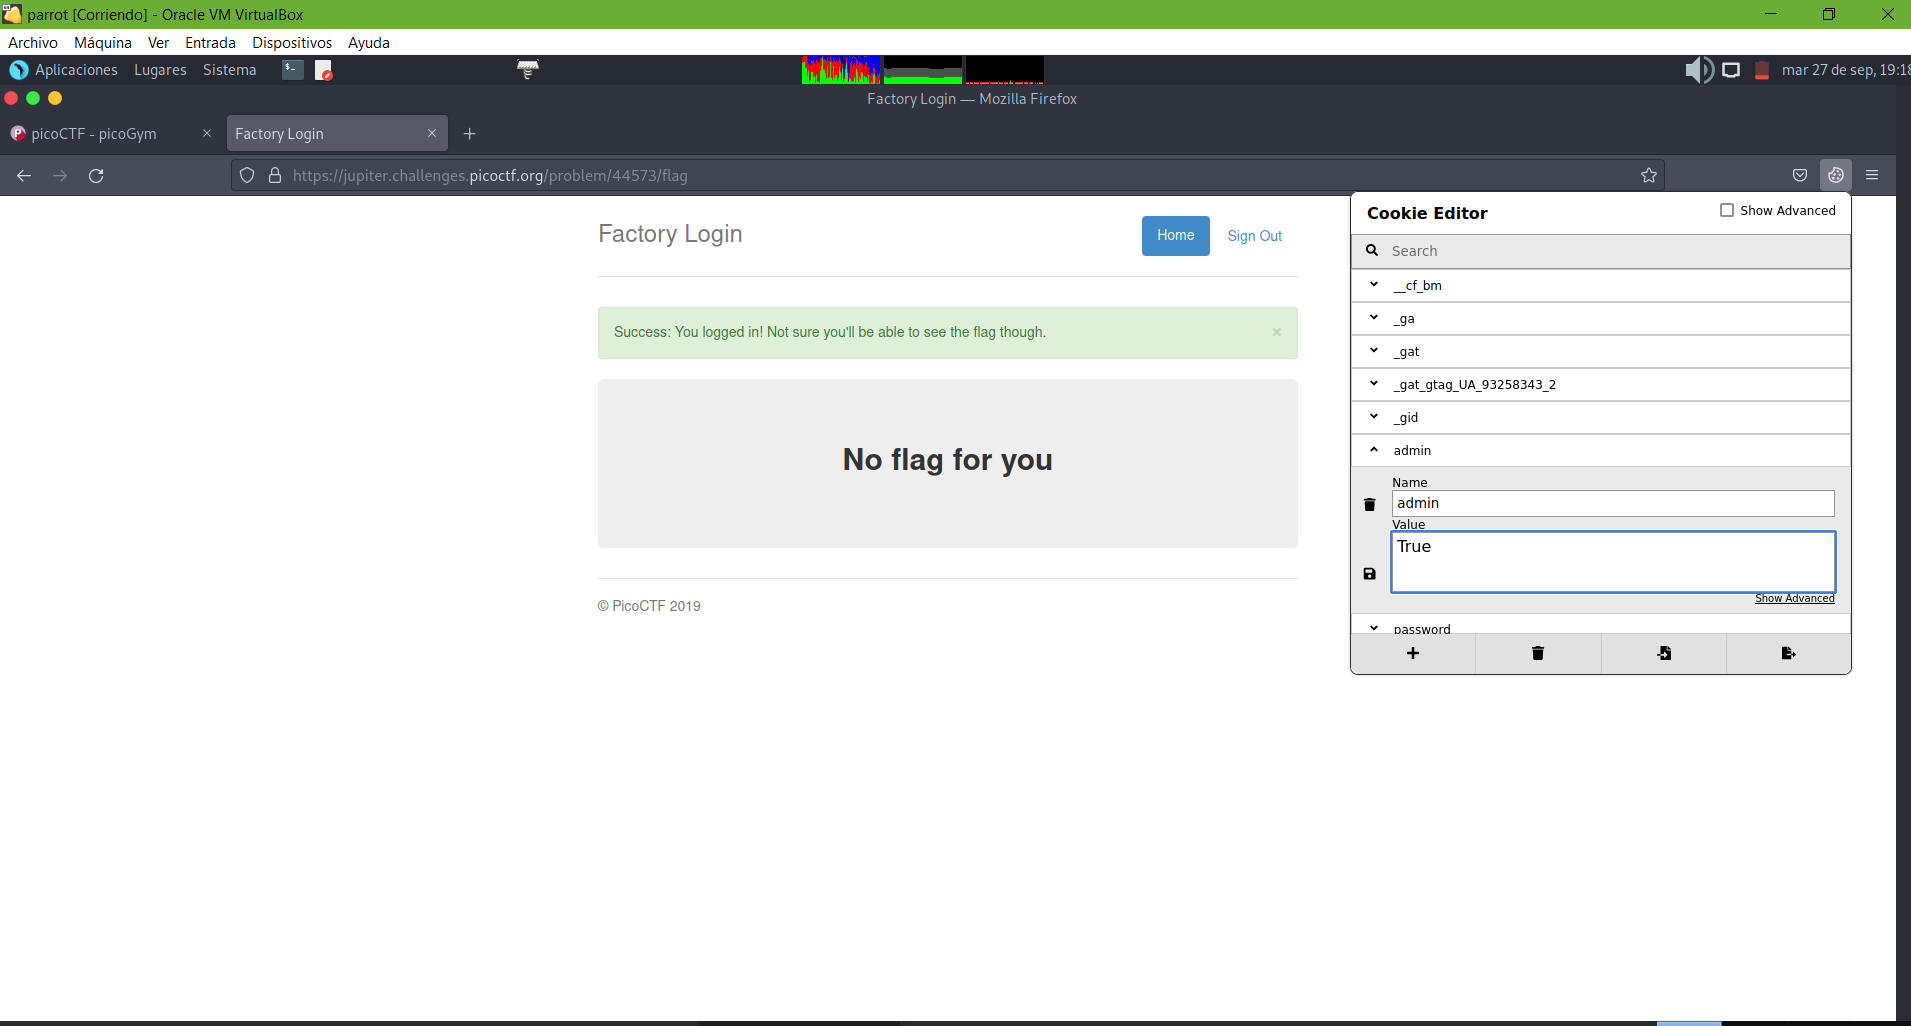 parrot [Corriendo] - Oracle VM VirtualBox
Archivo Máquina Ver Entrada Dispositivos Ayuda
Aplicaciones Lugares Sistema
mar 27 de sep, 19:18
Factory Login — Mozilla Firefox
picoCTF - picoGym
Factory Login
https://jupiter.challenges.picoctf.org/problem/44573/flag
Factory Login
Home
Sign Out
Success: You logged in! Not sure you'll be able to see the flag though.
No flag for you
© PicoCTF 2019
Cookie Editor
Show Advanced
Search
__cf_bm
_ga
_gat
_gat_gtag_UA_93258343_2
_gid
admin
Name
admin
Value
True
Show Advanced
password